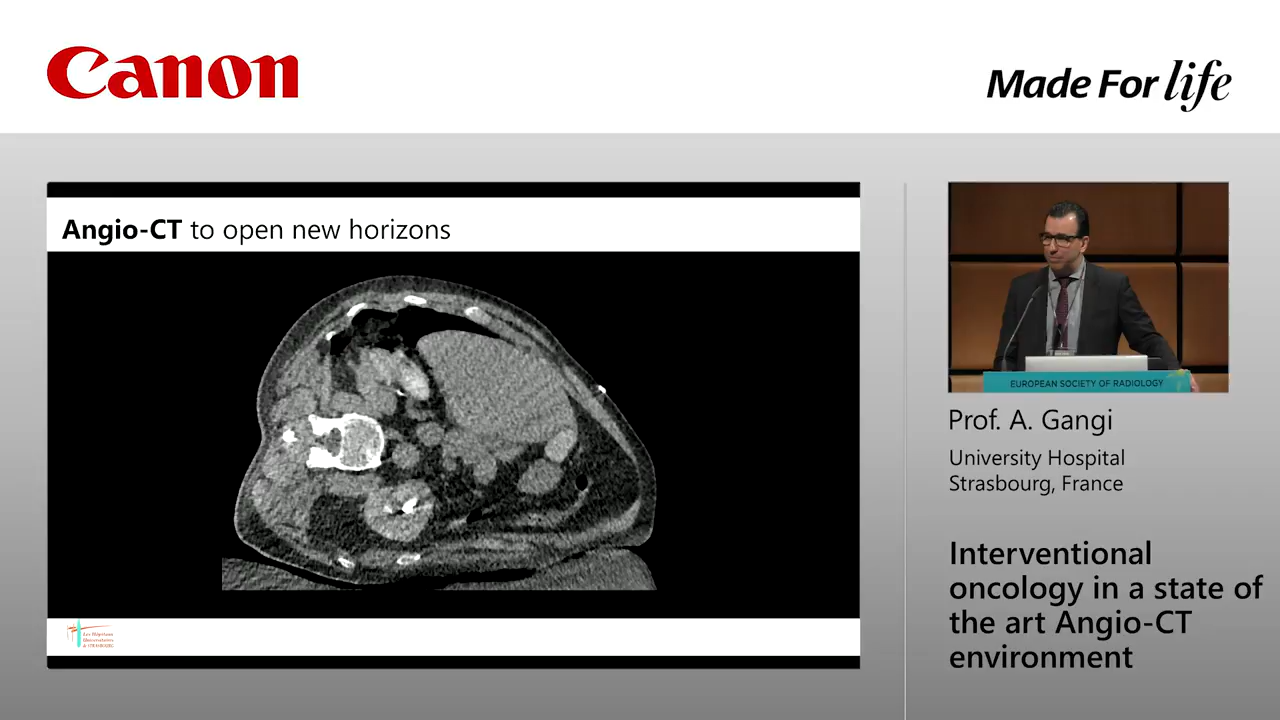 Canon
Made For life
Angio-CT to open new horizons
EUROPEAN SOCIETY OF RADIOLOGY
Prof. A. Gangi
University Hospital
Strasbourg, France
Interventional
oncology in a state of
the art Angio-CT
environment